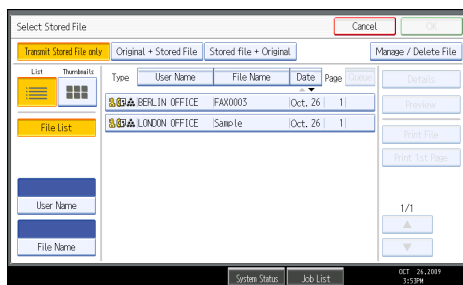 Select Stored File
Cancel OK
Transmit Stored File only Original + Stored File Stored file + Original Manage / Delete File
List Thumbnails Type User Name File Name Date Page Queue Details
BERLIN OFFICE FAX0003 Oct. 26 1 Preview
File List LONDON OFFICE Sample Oct. 26 1 Print File
Print 1st Page
User Name 1/1
File Name
System Status Job List OCT 26,2009
3:53PM